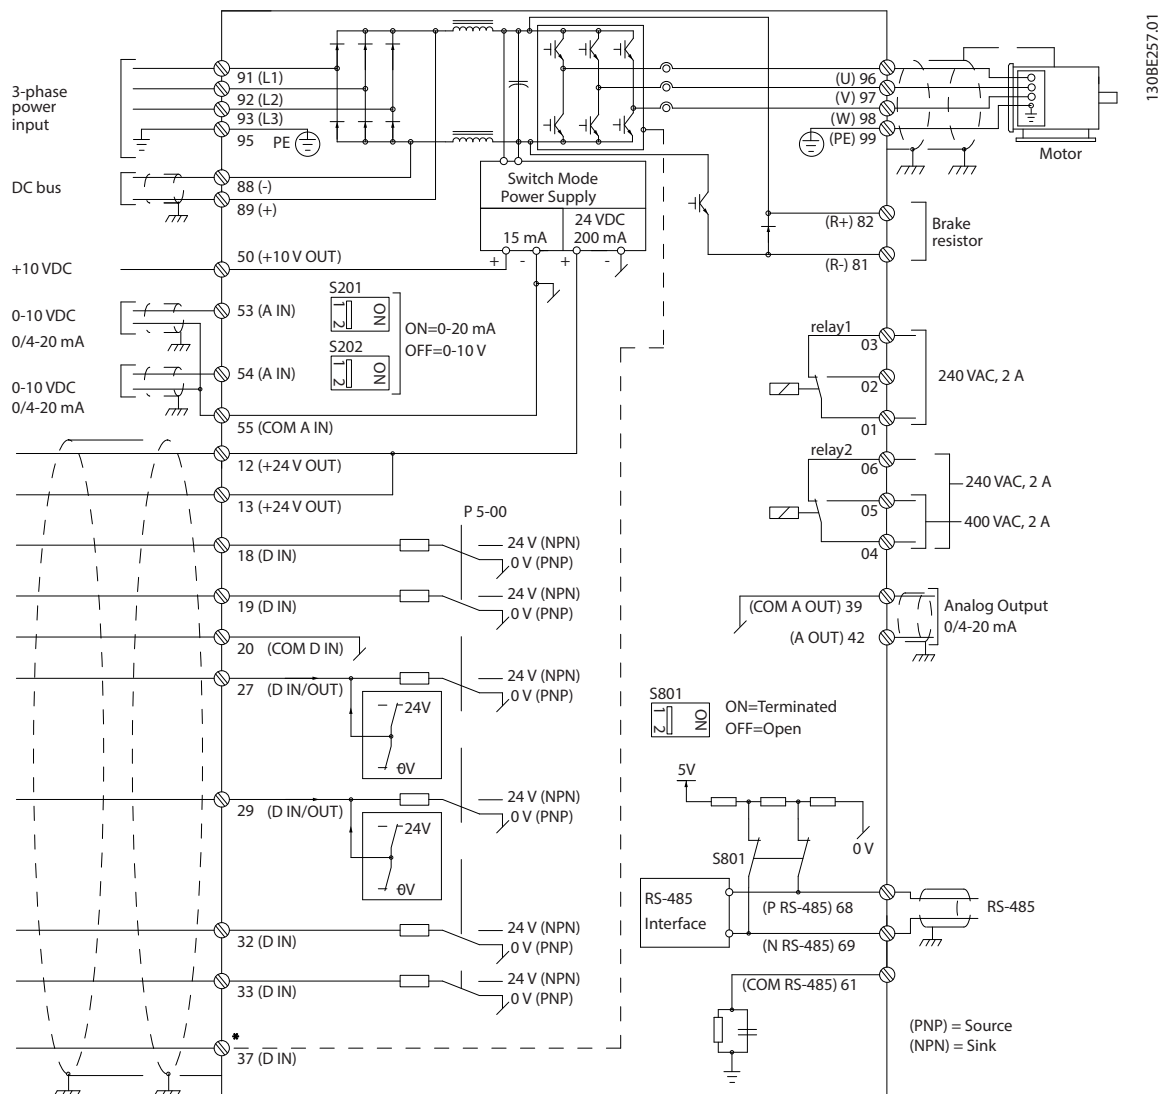 130BE257.01
3-phase
power
input
91 (L1)
92 (L2)
93 (L3)
95
PE
DC bus
88 (-)
89 (+)
+10 VDC
50 (+10 V OUT)
0-10 VDC
0/4-20 mA
53 (A IN)
0-10 VDC
0/4-20 mA
54 (A IN)
55 (COM A IN)
12 (+24 V OUT)
13 (+24 V OUT)
18 (D IN)
19 (D IN)
20 (COM D IN)
27 (D IN/OUT)
24V
0V
29 (D IN/OUT)
24V
0V
32 (D IN)
33 (D IN)
*
37 (D IN)
Switch Mode
Power Supply
15 mA
24 VDC
200 mA
+ - + -
S201
1 2
ON
S202
1 2
ON
ON=0-20 mA
OFF=0-10 V
P 5-00
24 V (NPN)
0 V (PNP)
24 V (NPN)
0 V (PNP)
24 V (NPN)
0 V (PNP)
24 V (NPN)
0 V (PNP)
24 V (NPN)
0 V (PNP)
24 V (NPN)
0 V (PNP)
(U) 96
(V) 97
(W) 98
(PE) 99
Motor
(R+) 82
(R-) 81
Brake
resistor
relay1
03
02
01
240 VAC, 2 A
relay2
06
05
04
240 VAC, 2 A
400 VAC, 2 A
(COM A OUT) 39
(A OUT) 42
Analog Output
0/4-20 mA
S801
1 2
ON
ON=Terminated
OFF=Open
5V
0 V
S801
RS-485
Interface
(P RS-485) 68
(N RS-485) 69
(COM RS-485) 61
RS-485
(PNP) = Source
(NPN) = Sink